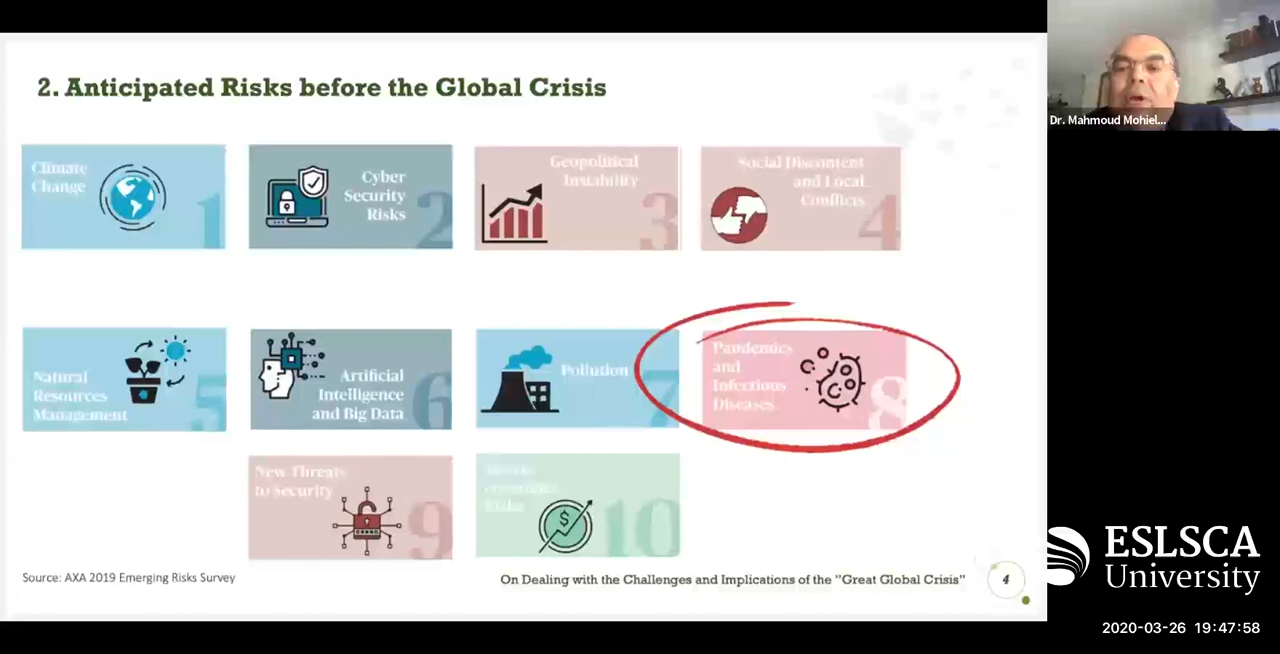 2. Anticipated Risks before the Global Crisis
Dr. Mahmoud Mohiel...
Climate
Change
1
Cyber
Security
Risks
2
Geopolitical
Instability
3
Social Discontent
and Local
Conflicts
4
Natural
Resources
Management
5
Artificial
Intelligence
and Big Data
6
Pollution
7
Pandemics
and
Infectious
Diseases
8
New Threats
to Security
9
$
10
Source: AXA 2019 Emerging Risks Survey
On Dealing with the Challenges and Implications of the "Great Global Crisis"
4
ESLSCA
University
2020-03-26 19:47:58